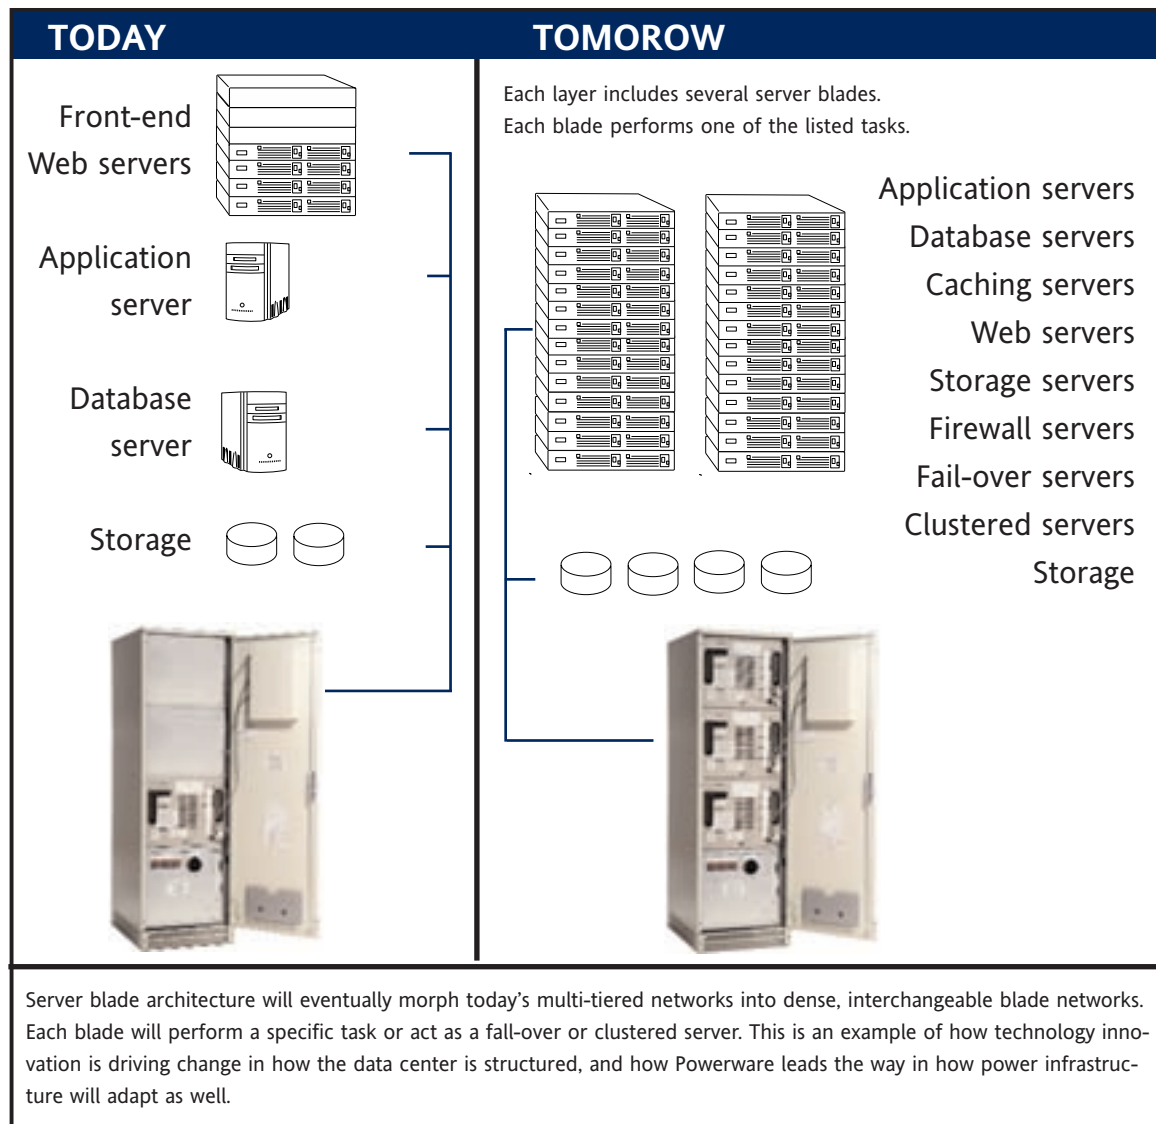 TODAY
Front-end
Web servers
Application
server
Database
server
Storage
TOMOROW
Each layer includes several server blades.
Each blade performs one of the listed tasks.
Application servers
Database servers
Caching servers
Web servers
Storage servers
Firewall servers
Fail-over servers
Clustered servers
Storage
Server blade architecture will eventually morph today's multi-tiered networks into dense, interchangeable blade networks.
Each blade will perform a specific task or act as a fall-over or clustered server. This is an example of how technology inno-
vation is driving change in how the data center is structured, and how Powerware leads the way in how power infrastruc-
ture will adapt as well.